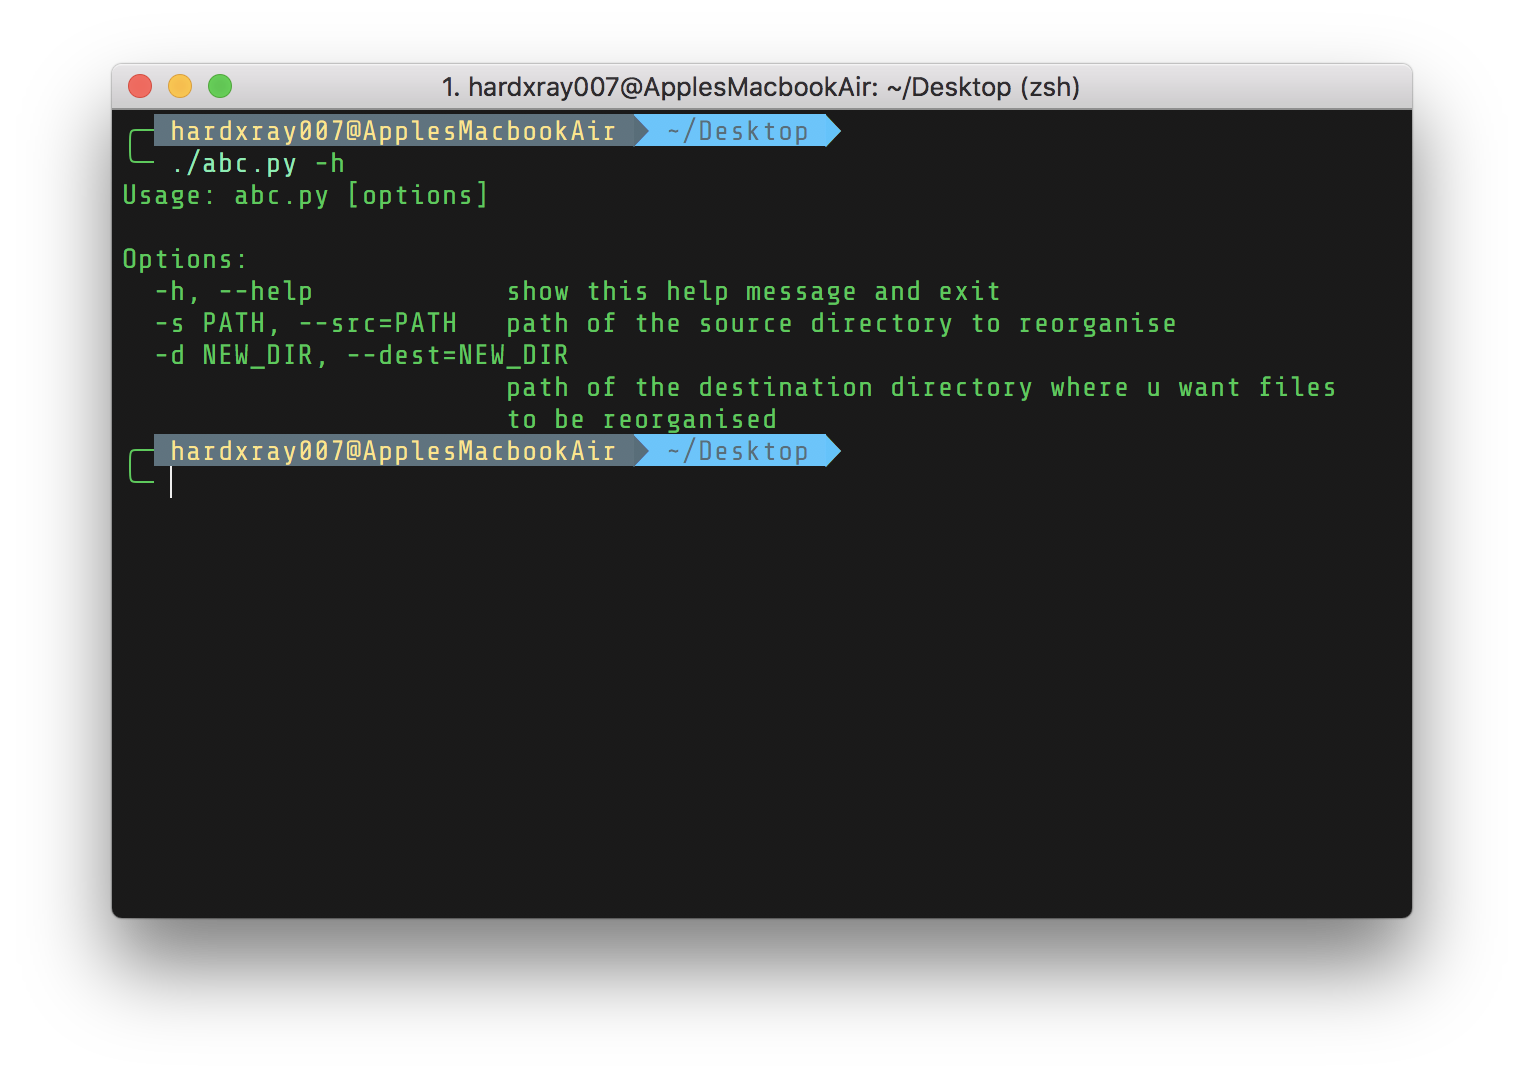 1. hardxray007@ApplesMacbookAir: ~/Desktop (zsh)
hardxray007@ApplesMacbookAir ~/Desktop
./abc.py -h
Usage: abc.py [options]
Options:
-h, --help show this help message and exit
-s PATH, --src=PATH path of the source directory to reorganise
-d NEW_DIR, --dest=NEW_DIR
path of the destination directory where u want files
to be reorganised
hardxray007@ApplesMacbookAir ~/Desktop